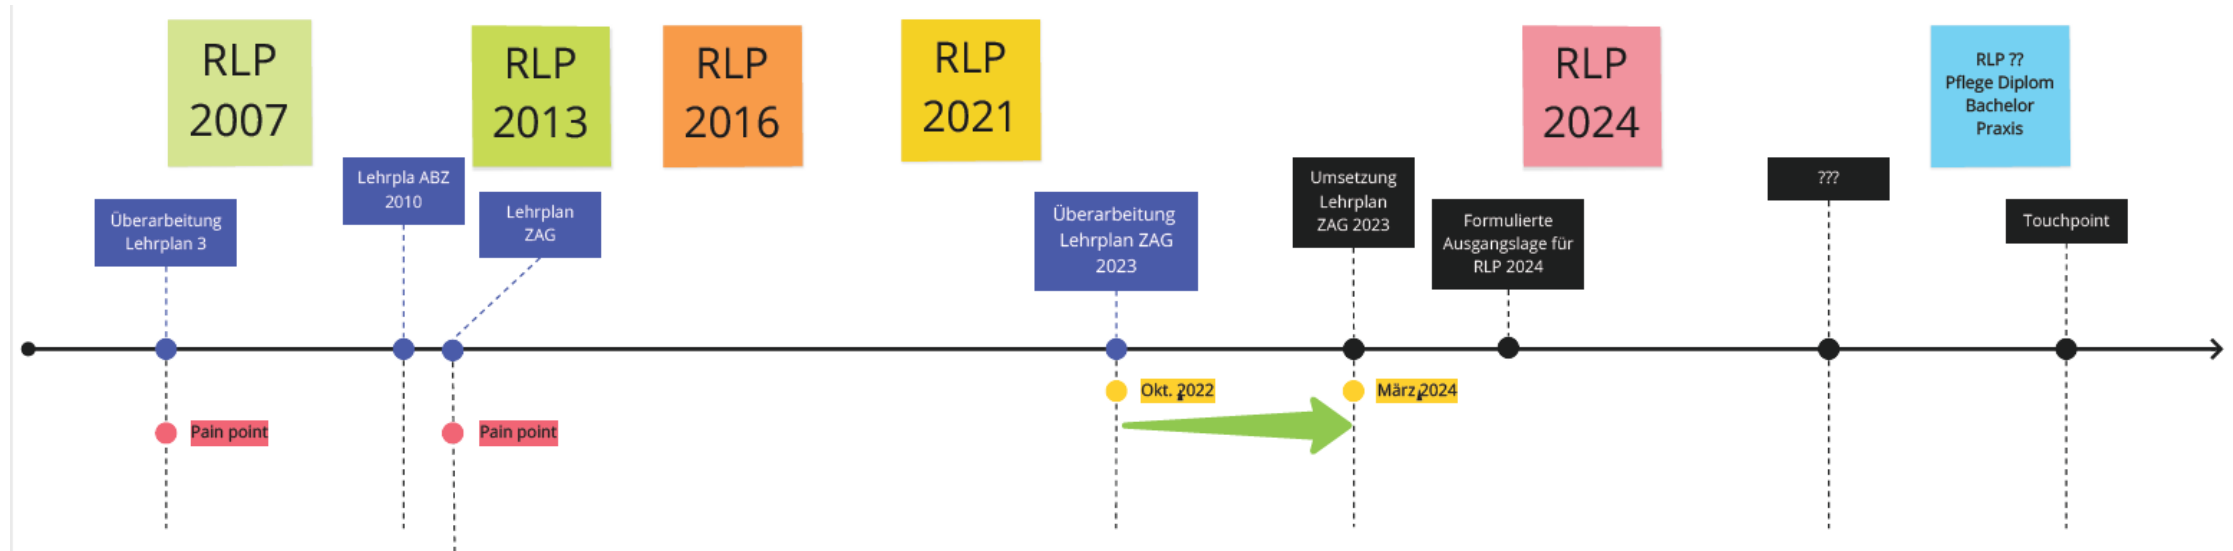 RLP
2007
RLP
2013
RLP
2016
RLP
2021
RLP
2024
RLP ??
Pflege Diplom
Bachelor
Praxis
Überarbeitung
Lehrplan 3
Lehrpla ABZ
2010
Lehrplan
ZAG
Überarbeitung
Lehrplan ZAG
2023
Umsetzung
Lehrplan
ZAG 2023
Formulierte
Ausgangslage für
RLP 2024
???
Touchpoint
Okt. 2022
März 2024
Pain point
Pain point